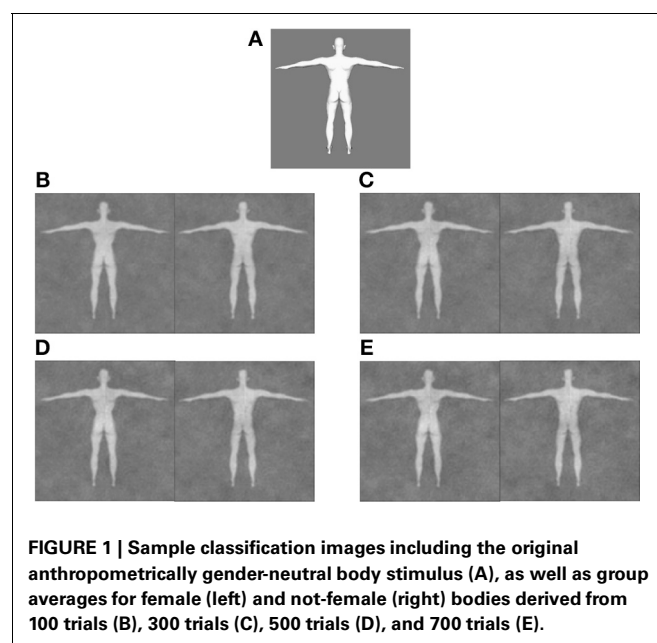 A
B
C
D
E
FIGURE 1 | Sample classification images including the original
anthropometrically gender-neutral body stimulus (A), as well as group
averages for female (left) and not-female (right) bodies derived from
100 trials (B), 300 trials (C), 500 trials (D), and 700 trials (E).